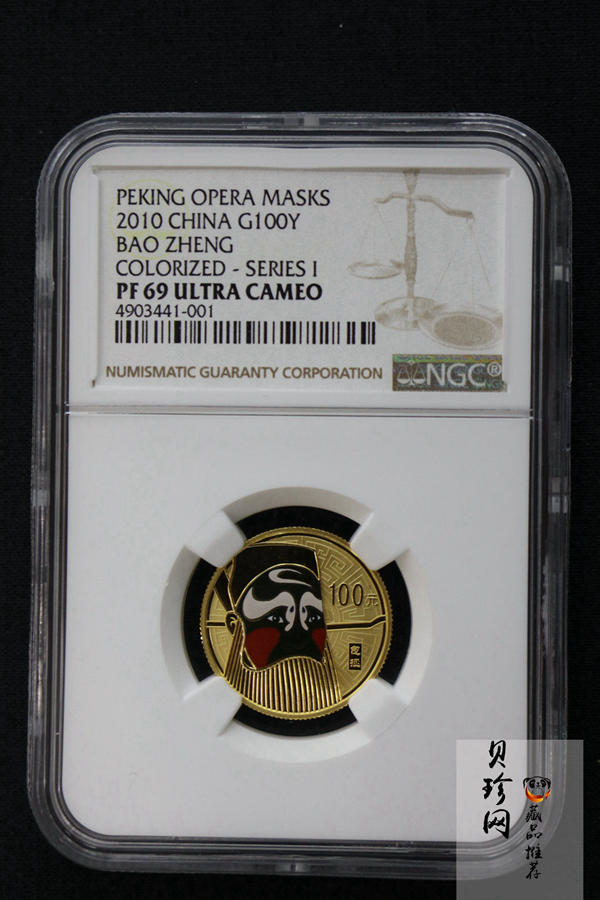 PEKING OPERA MASKS
2010 CHINA G100Y
BAO ZHENG
COLORIZED - SERIES I
PF 69 ULTRA CAMEO
4903441-001
NUMISMATIC GUARANTY CORPORATION
NGC®
100元
包拯
贝珍网
藏品推荐